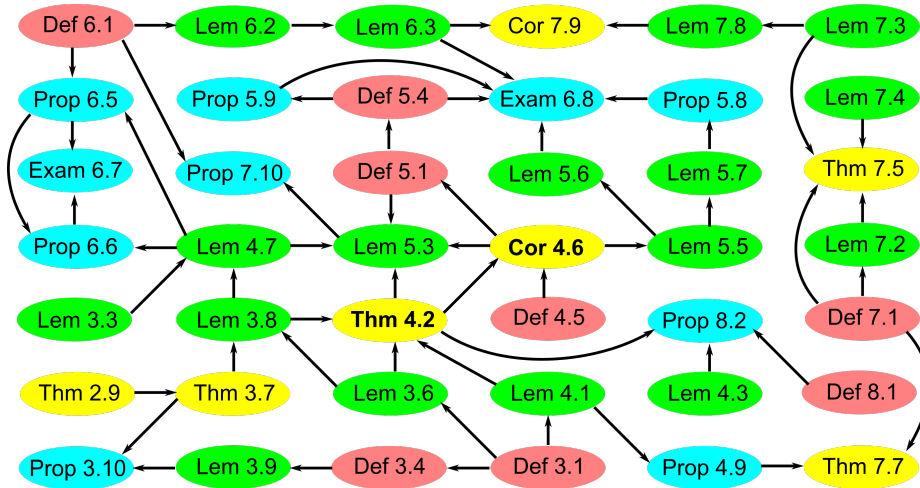 Def 6.1
Lem 6.2
Lem 6.3
Cor 7.9
Lem 7.8
Lem 7.3
Prop 6.5
Prop 5.9
Def 5.4
Exam 6.8
Prop 5.8
Lem 7.4
Exam 6.7
Prop 7.10
Def 5.1
Lem 5.6
Lem 5.7
Thm 7.5
Prop 6.6
Lem 4.7
Lem 5.3
Cor 4.6
Lem 5.5
Lem 7.2
Lem 3.3
Lem 3.8
Thm 4.2
Def 4.5
Prop 8.2
Def 7.1
Thm 2.9
Thm 3.7
Lem 3.6
Lem 4.1
Lem 4.3
Def 8.1
Prop 3.10
Lem 3.9
Def 3.4
Def 3.1
Prop 4.9
Thm 7.7